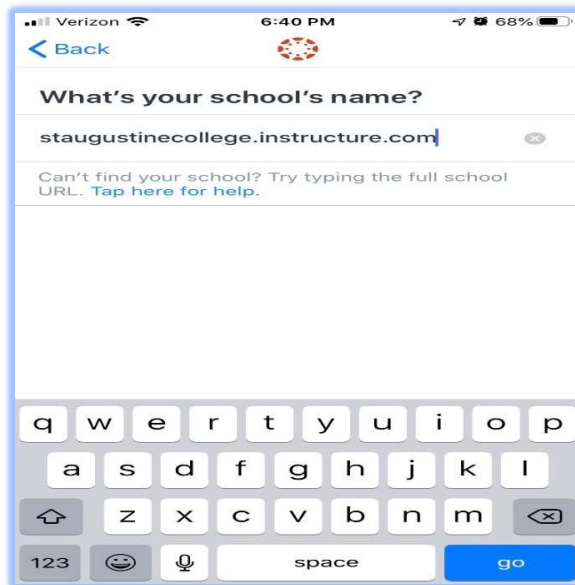 Verizon 6:40 PM 68%
Back
What's your school's name?
staugustinecollege.instructure.com
Can't find your school? Try typing the full school
URL. Tap here for help.
q w e r t y u i o p
a s d f g h j k l
z x c v b n m
123 space go